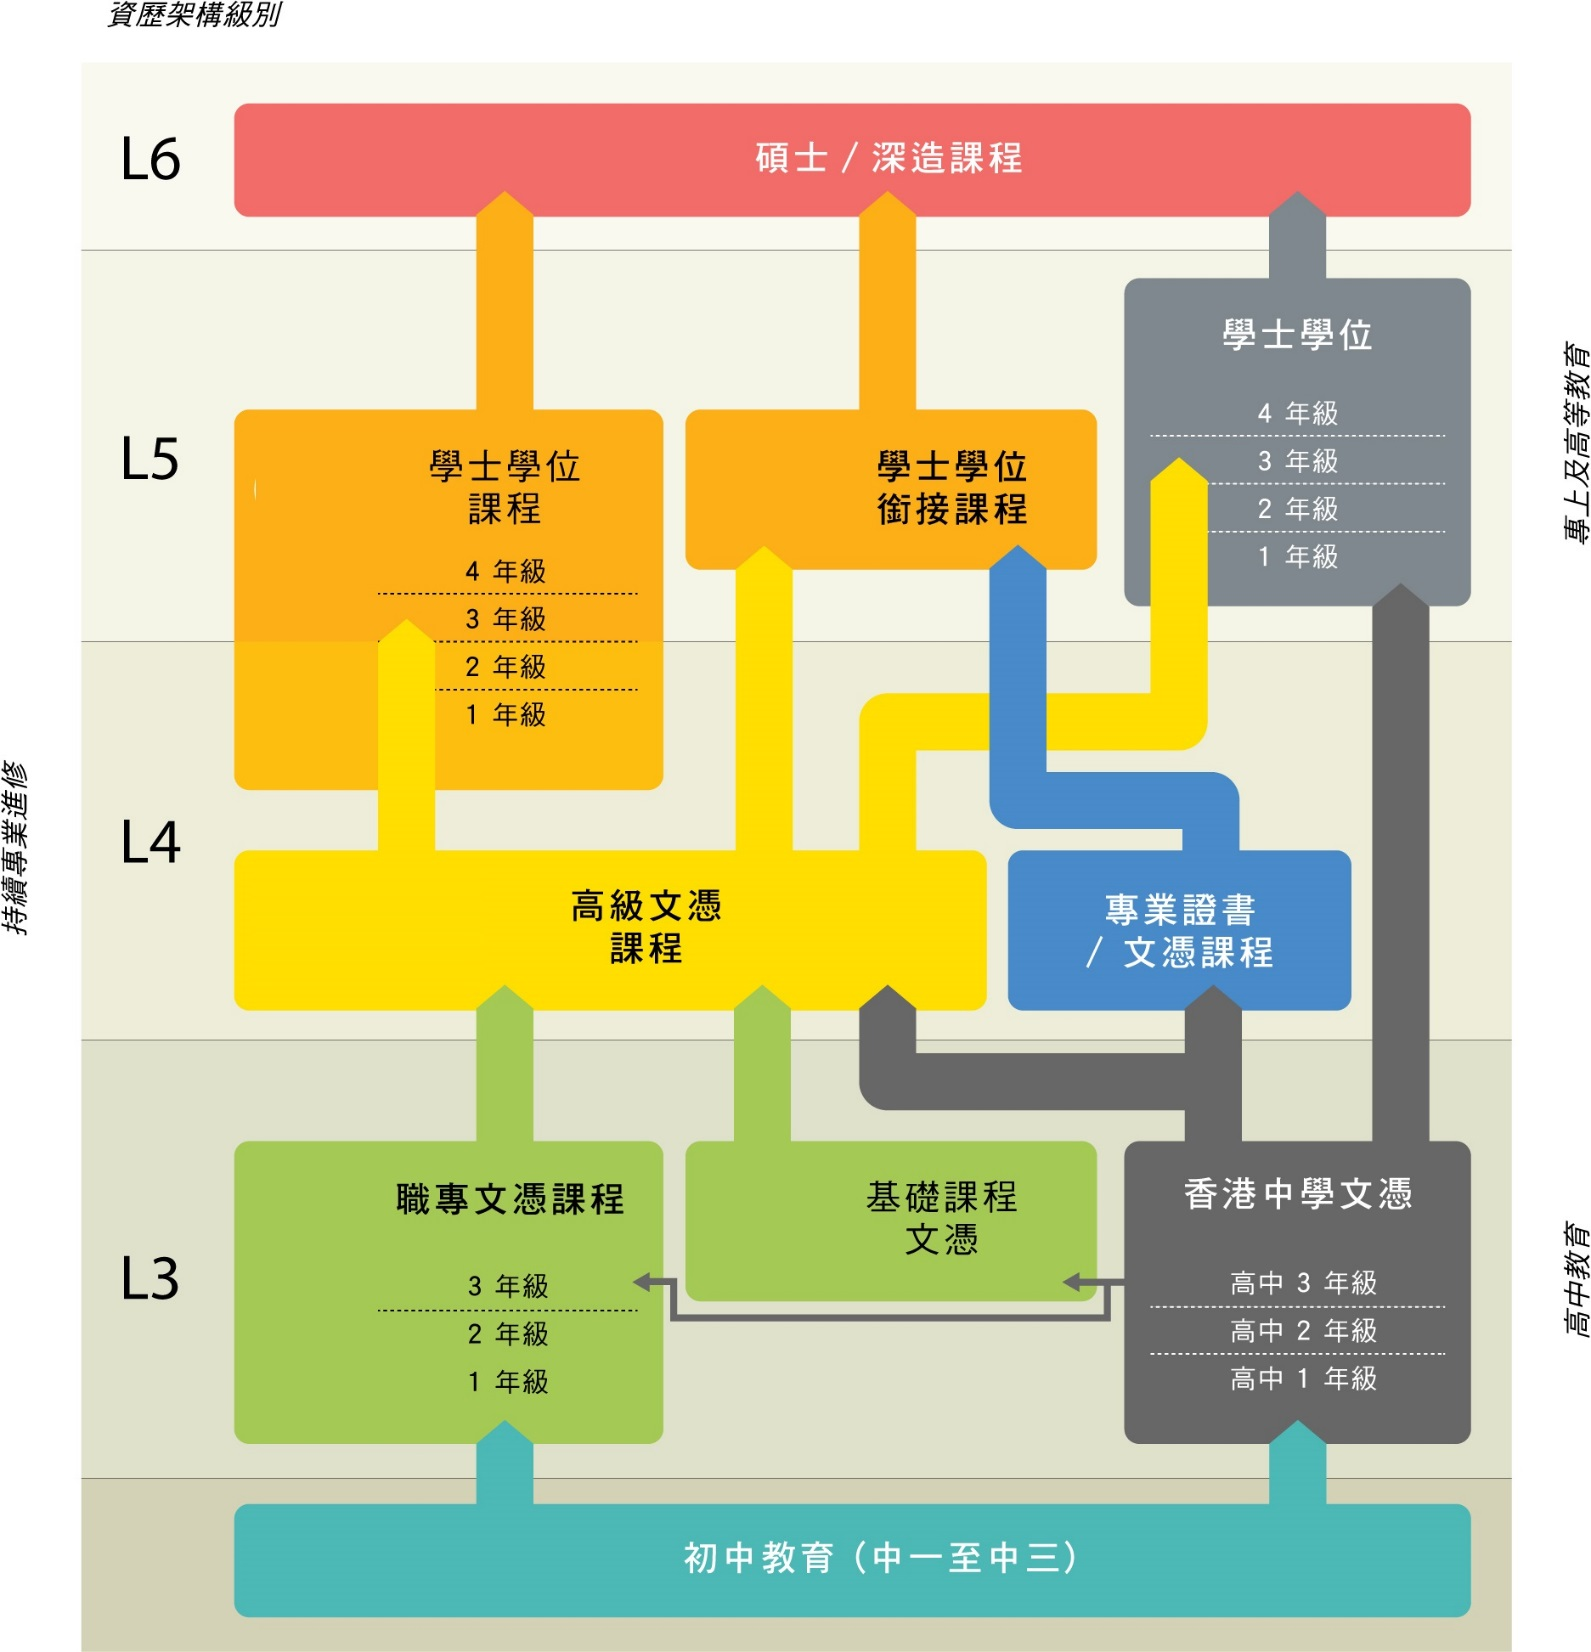 資歷架構級別
L6
碩士 / 深造課程
L5
學士學位
課程
4 年級
3 年級
2 年級
1 年級
學士學位
銜接課程
學士學位
4 年級
3 年級
2 年級
1 年級
專上及高等教育
持續專業進修
L4
高級文憑
課程
專業證書
/ 文憑課程
L3
職專文憑課程
3 年級
2 年級
1 年級
基礎課程
文憑
香港中學文憑
高中 3 年級
高中 2 年級
高中 1 年級
高中教育
初中教育（中一至中三）